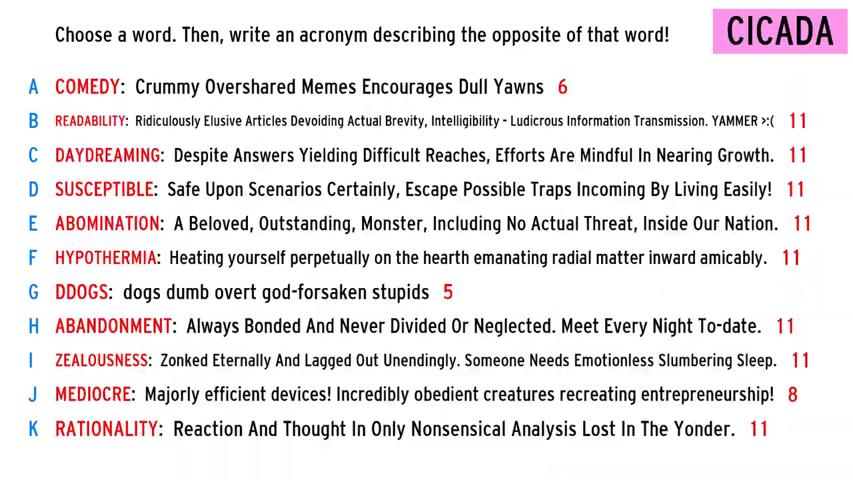 Choose a word. Then, write an acronym describing the opposite of that word!
CICADA
A COMEDY: Crummy Overshared Memes Encourages Dull Yawns 6
B READABILITY: Ridiculously Elusive Articles Devoiding Actual Brevity, Intelligibility - Ludicrous Information Transmission. YAMMER >:( 11
C DAYDREAMING: Despite Answers Yielding Difficult Reaches, Efforts Are Mindful In Nearing Growth. 11
D SUSCEPTIBLE: Safe Upon Scenarios Certainly, Escape Possible Traps Incoming By Living Easily! 11
E ABOMINATION: A Beloved, Outstanding, Monster, Including No Actual Threat, Inside Our Nation. 11
F HYPOTHERMIA: Heating yourself perpetually on the hearth emanating radial matter inward amicably. 11
G DDOGS: dogs dumb overt god-forsaken stupids 5
H ABANDONMENT: Always Bonded And Never Divided Or Neglected. Meet Every Night To-date. 11
I ZEALOUSNESS: Zonked Eternally And Lagged Out Unendingly. Someone Needs Emotionless Slumbering Sleep. 11
J MEDIOCRE: Majorly efficient devices! Incredibly obedient creatures recreating entrepreneurship! 8
K RATIONALITY: Reaction And Thought In Only Nonsensical Analysis Lost In The Yonder. 11